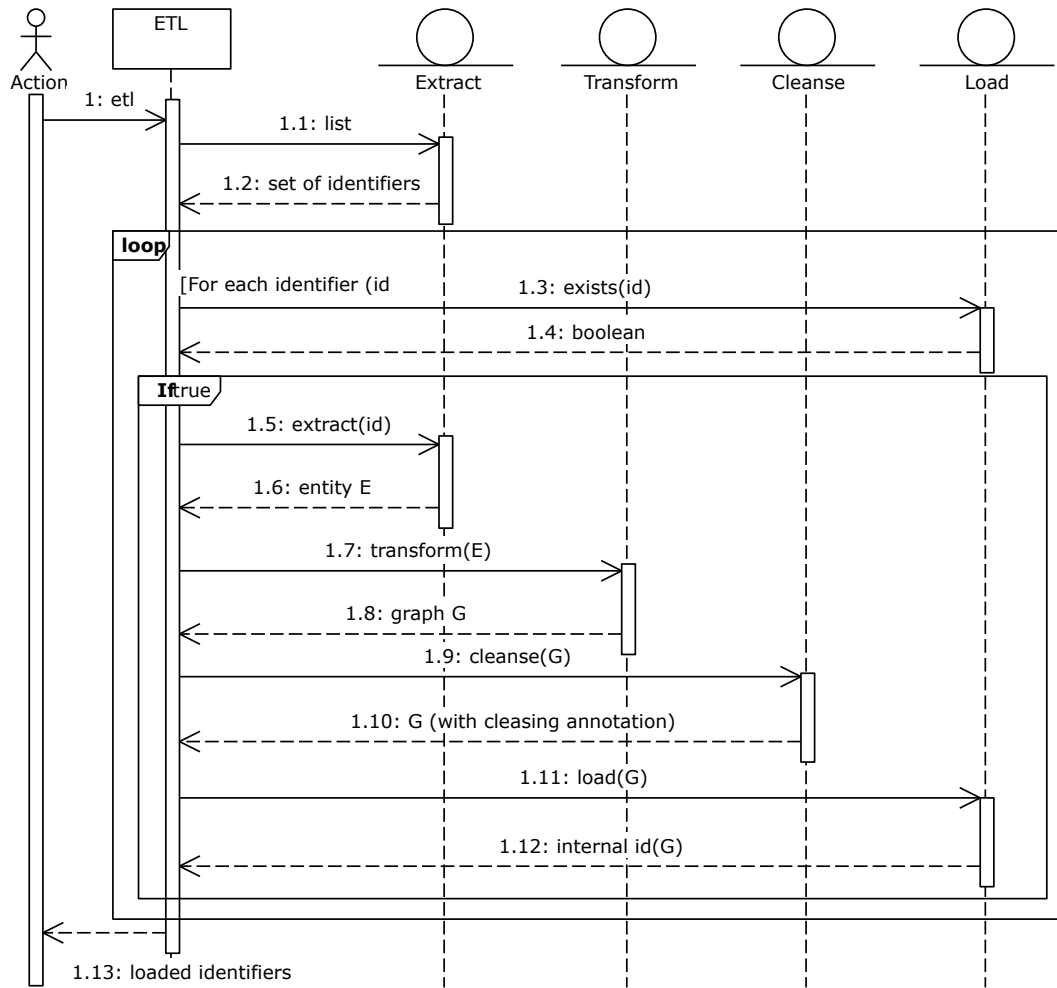 ETL
Action
Extract
Transform
Cleanse
Load
1: etl
1.1: list
1.2: set of identifiers
loop
[For each identifier (id
1.3: exists(id)
1.4: boolean
If true
1.5: extract(id)
1.6: entity E
1.7: transform(E)
1.8: graph G
1.9: cleanse(G)
1.10: G (with cleasing annotation)
1.11: load(G)
1.12: internal id(G)
1.13: loaded identifiers